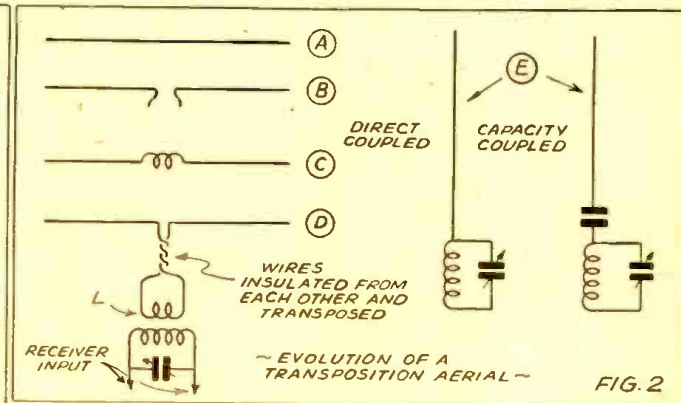 A
B
C
D
E
DIRECT
COUPLED
CAPACITY
COUPLED
WIRES
INSULATED FROM
EACH OTHER AND
TRANSPOSED
L
RECEIVER
INPUT
~ EVOLUTION OF A
TRANSPOSITION AERIAL ~
FIG. 2